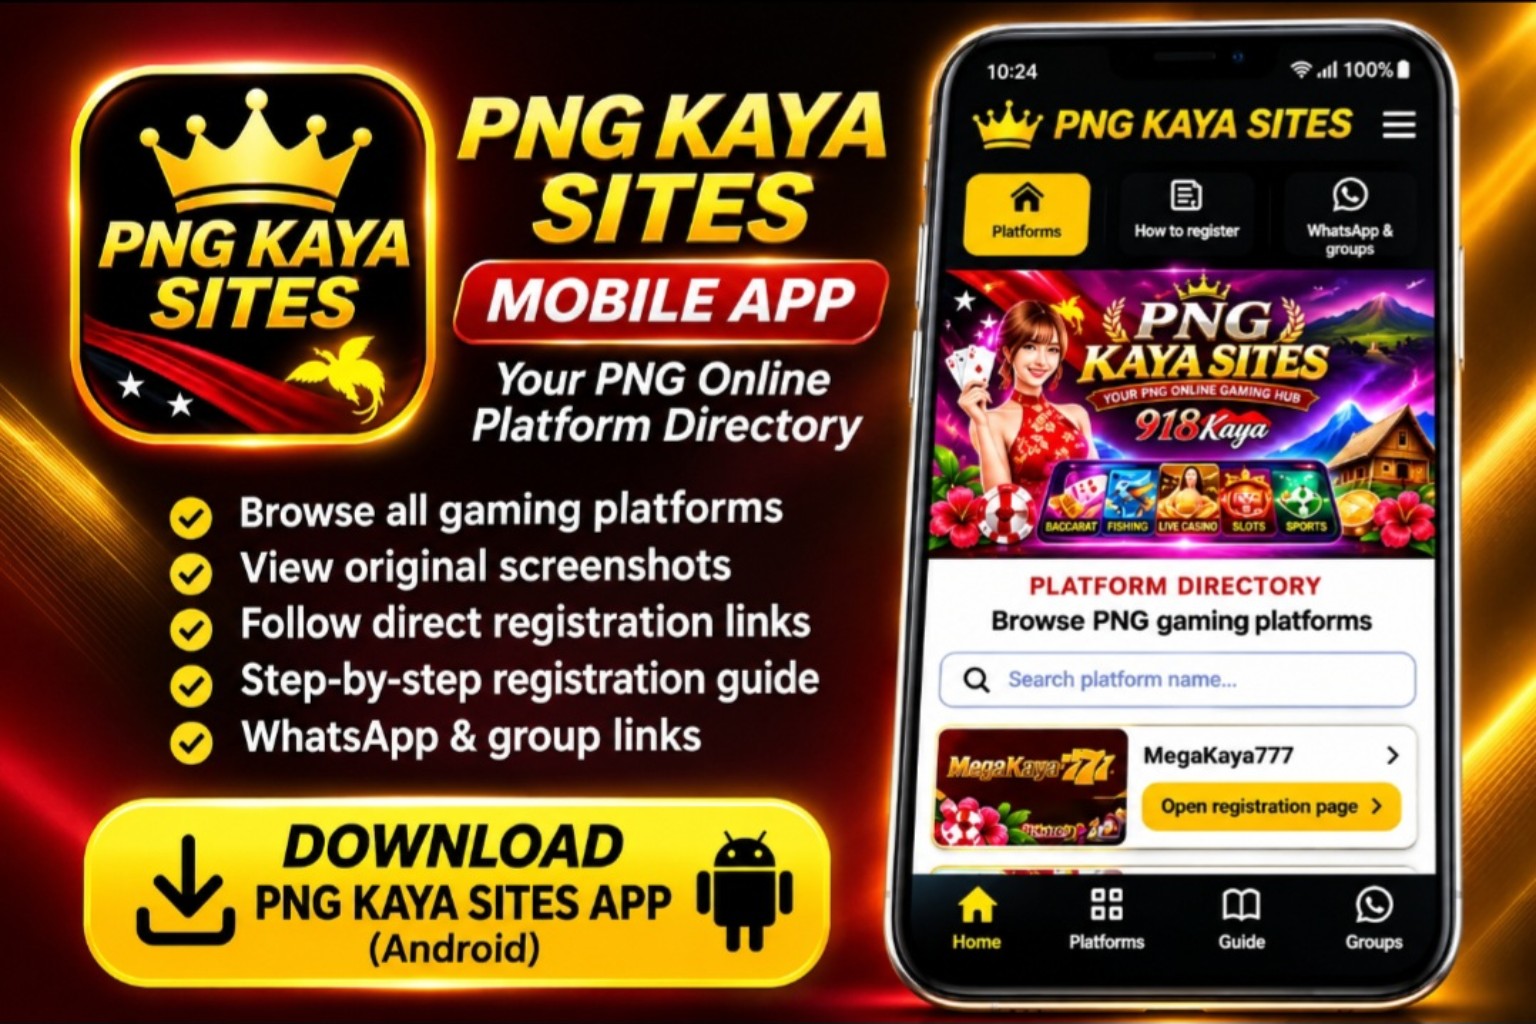 PNG KAYA
SITES
PNG KAYA
SITES
MOBILE APP
Your PNG Online
Platform Directory
Browse all gaming platforms
View original screenshots
Follow direct registration links
Step-by-step registration guide
WhatsApp & group links
DOWNLOAD
PNG KAYA SITES APP
(Android)
10:24
100%
PNG KAYA SITES
Platforms
How to register
WhatsApp &
groups
PNG
KAYA SITES
YOUR PNG ONLINE GAMING HUB
918Kaya
BACCARAT
FISHING
LIVE CASINO
SLOTS
SPORTS
PLATFORM DIRECTORY
Browse PNG gaming platforms
Search platform name...
MegaKaya777
MegaKaya777
Open registration page
Home
Platforms
Guide
Groups